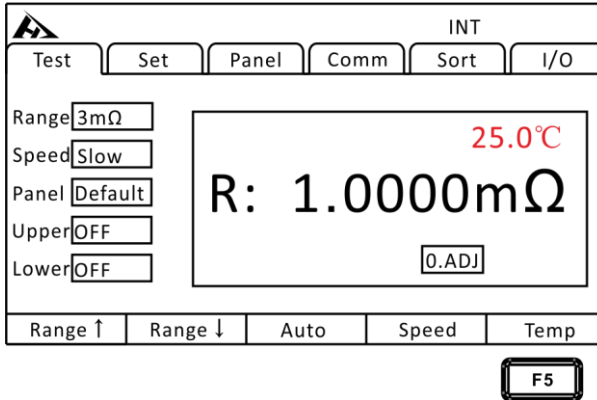 INT
Test Set Panel Comm Sort I/O
Range 3mΩ
Speed Slow
Panel Default
Upper OFF
Lower OFF
25.0℃
R: 1.0000mΩ
0.ADJ
Range↑ Range↓ Auto Speed Temp
F5